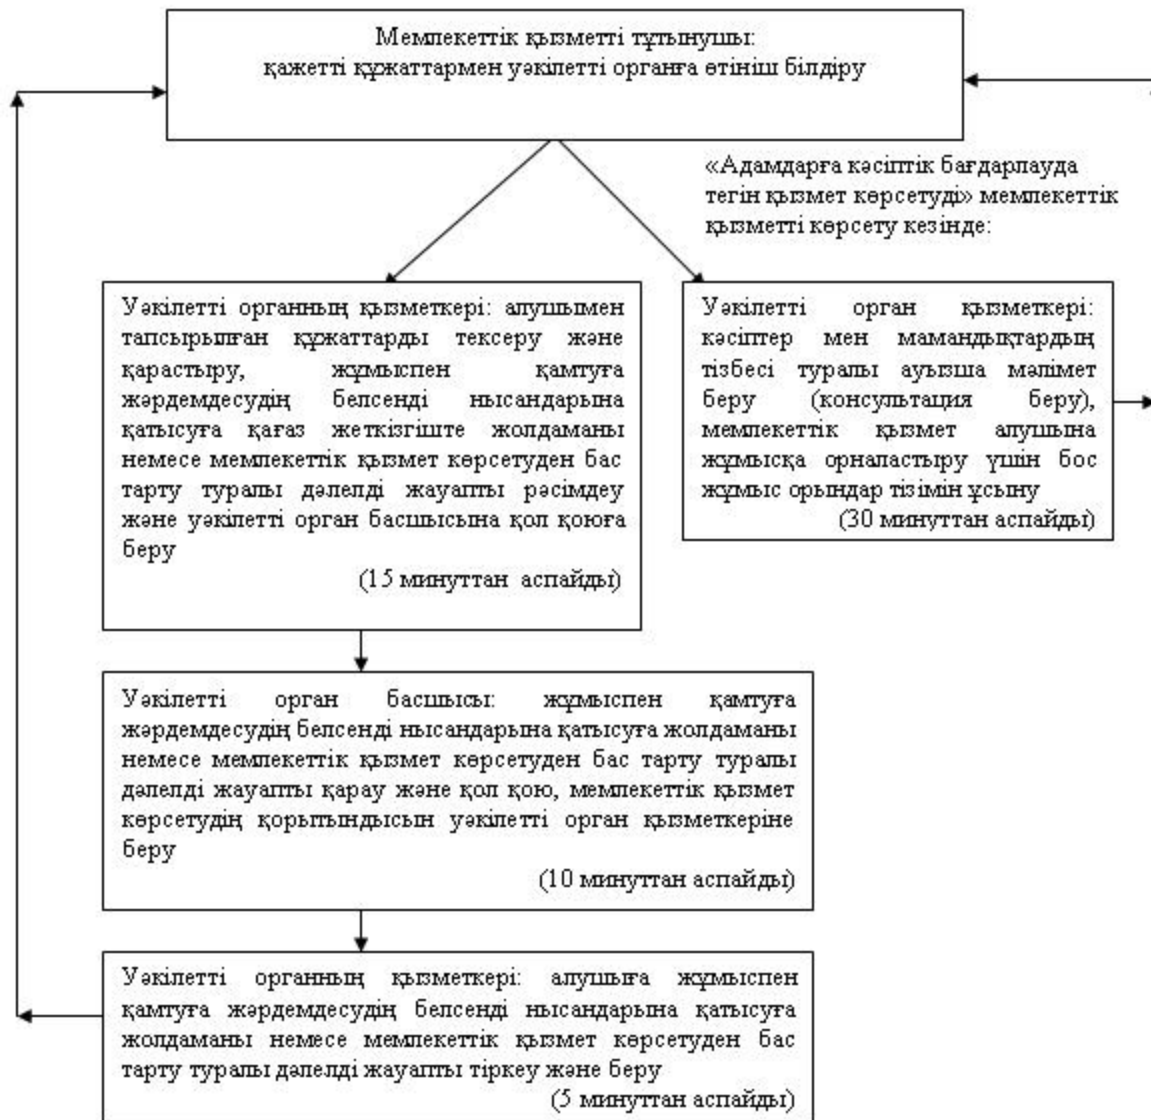 Мемлекеттік қызметті тұтынушы:
қажетті құжаттармен уәкілетті органға өтініш білдіру
«Адамдарға кәсіптік бағдарлауда
тегін қызмет көрсетуді» мемлекеттік
қызметті көрсету кезінде:
Уәкілетті органның қызметкері: алушымен
тапсырылған құжаттарды тексеру және
қарастыру, жұмыспен қамтуға
жәрдемдесудің белсенді нысандарына
қатысуға қағаз жеткізгіште жолдаманы
немесе мемлекеттік қызмет көрсетуден бас
тарту туралы дәлелді жауапты рәсімдеу
және уәкілетті орган басшысына қол қоюға
беру
(15 минуттан аспайды)
Уәкілетті орган қызметкері:
кәсіптер мен мамандықтардың
тізбесі туралы ауызша мәлімет
беру (консультация беру),
мемлекеттік қызмет алушына
жұмысқа орналастыру үшін бос
жұмыс орындар тізімін ұсыну
(30 минуттан аспайды)
Уәкілетті орган басшысы: жұмыспен қамтуға
жәрдемдесудің белсенді нысандарына қатысуға жолдаманы
немесе мемлекеттік қызмет көрсетуден бас тарту туралы
дәлелді жауапты қарау және қол қою, мемлекеттік қызмет
көрсетудің қорытындысын уәкілетті орган қызметкеріне
беру
(10 минуттан аспайды)
Уәкілетті органның қызметкері: алушыға жұмыспен
қамтуға жәрдемдесудің белсенді нысандарына қатысуға
жолдаманы немесе мемлекеттік қызмет көрсетуден бас
тарту туралы дәлелді жауапты тіркеу және беру
(5 минуттан аспайды)